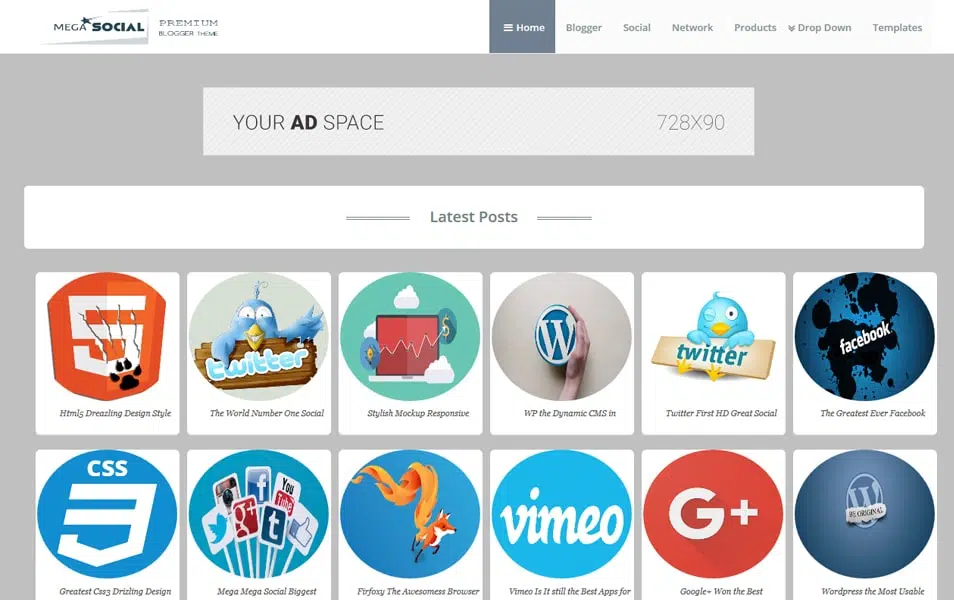 MEGA SOCIAL
PREMIUM
BLOGGER THEME
Home
Blogger
Social
Network
Products
Drop Down
Templates
YOUR AD SPACE
728X90
Latest Posts
twitter
WordPress
twitter
facebook
Html5 Dreazling Design Style
The World Number One Social
Stylish Mockup Responsive
WP the Dynamic CMS in
Twitter First HD Great Social
The Greatest Ever Facebook
CSS
You
Tube
f
g+
t
vimeo
G+
BE ORIGINAL
Greatest Css3 Drizling Design
Mega Mega Social Biggest
Firfoxy The Awesomess Browser
Vimeo Is It still the Best Apps for
Google+ Won the Best
Wordpress the Most Usable